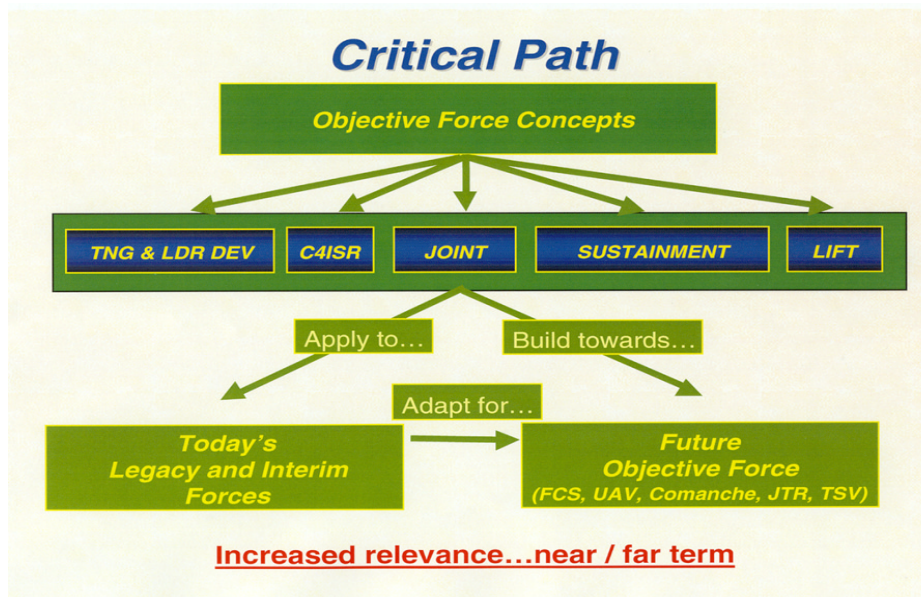 Critical Path
Objective Force Concepts
TNG & LDR DEV
C4ISR
JOINT
SUSTAINMENT
LIFT
Apply to…
Build towards…
Adapt for…
Today's
Legacy and Interim
Forces
Future
Objective Force
(FCS, UAV, Comanche, JTR, TSV)
Increased relevance…near / far term